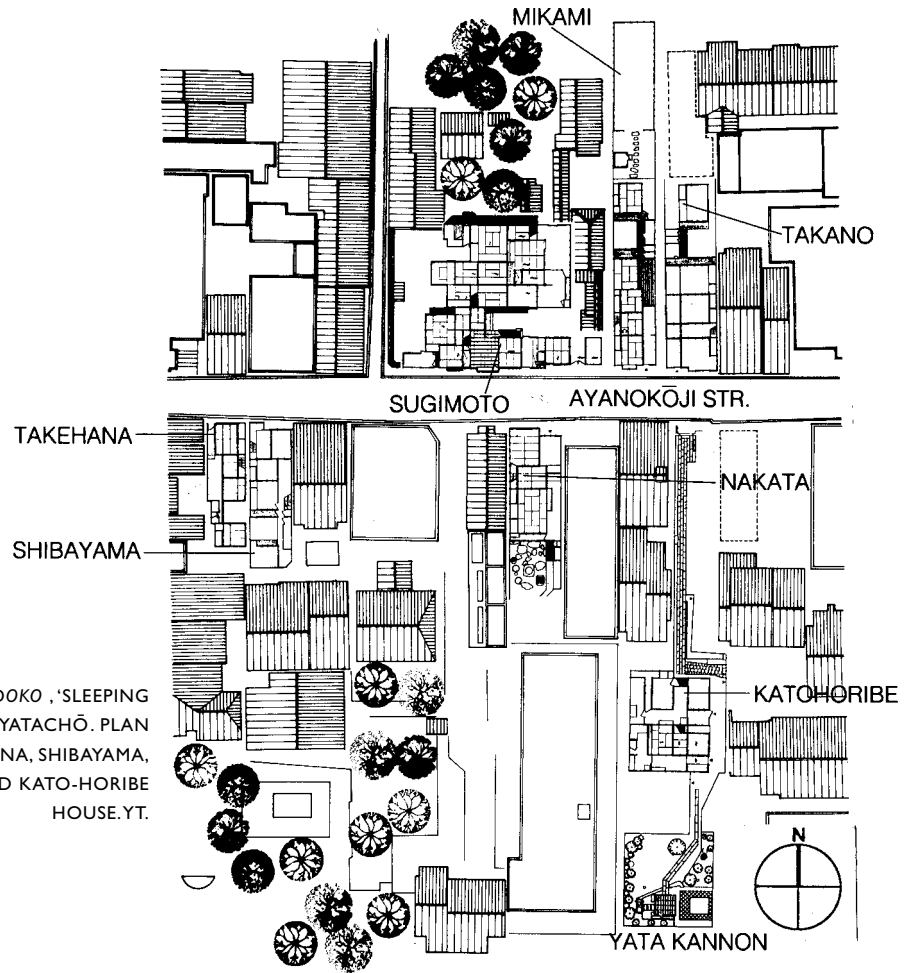 MIKAMI
TAKANO
SUGIMOTO
AYANOKŌJI STR.
TAKEHANA
NAKATA
SHIBAYAMA
OOKO , ‘SLEEPING
YATACHŌ. PLAN
NA, SHIBAYAMA,
D KATO-HORIBE
HOUSE.YT.
KATOHORIBE
N
YATA KANNON